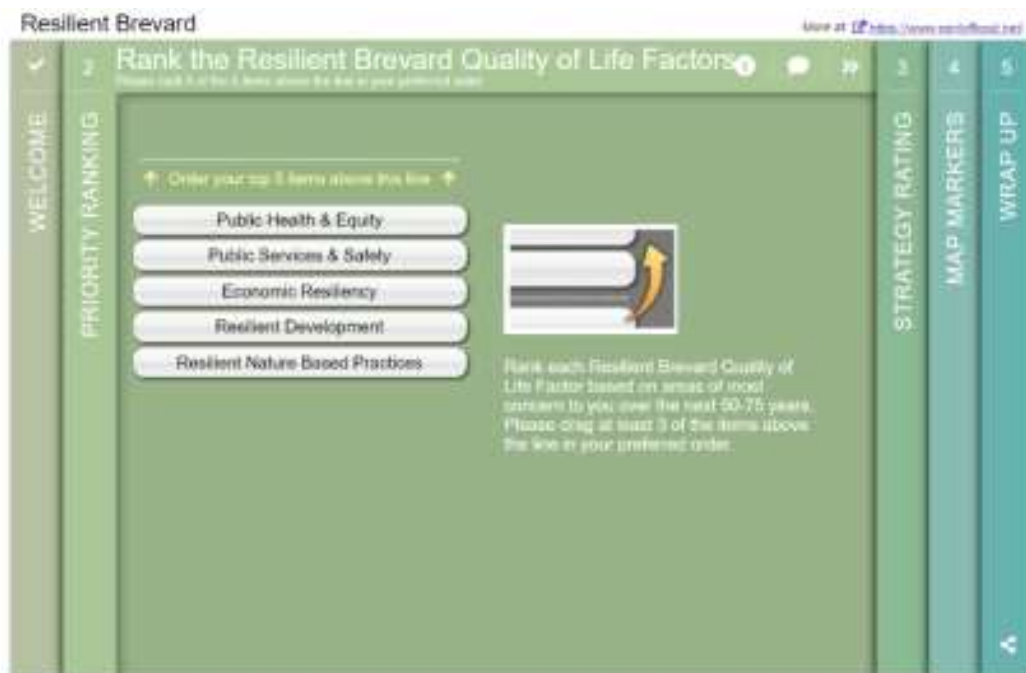 Resilient Brevard
More at:
2
Rank the Resilient Brevard Quality of Life Factors
3
4
5
WELCOME
PRIORITY RANKING
Order your top 5 items above this line
Public Health & Equity
Public Services & Safety
Economic Resiliency
Resilient Development
Resilient Nature Based Practices
Rank each Resilient Brevard Quality of
Life Factor based on areas of most
concern to you over the next 50-75 years.
Please drag at least 3 of the items above
the line in your preferred order.
STRATEGY RATING
MAP MARKERS
WRAP UP